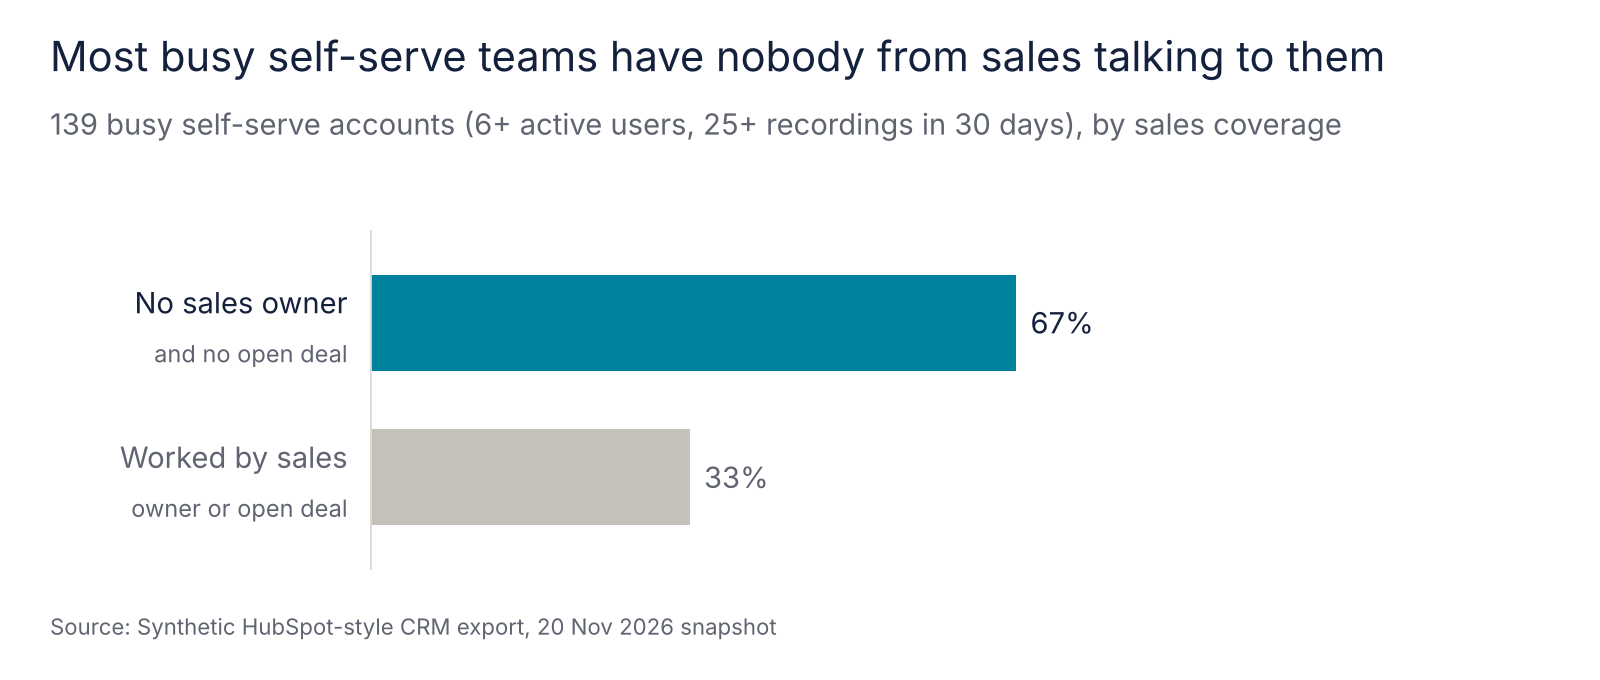 Most busy self-serve teams have nobody from sales talking to them
139 busy self-serve accounts (6+ active users, 25+ recordings in 30 days), by sales coverage
No sales owner
and no open deal
67%
Worked by sales
owner or open deal
33%
Source: Synthetic HubSpot-style CRM export, 20 Nov 2026 snapshot